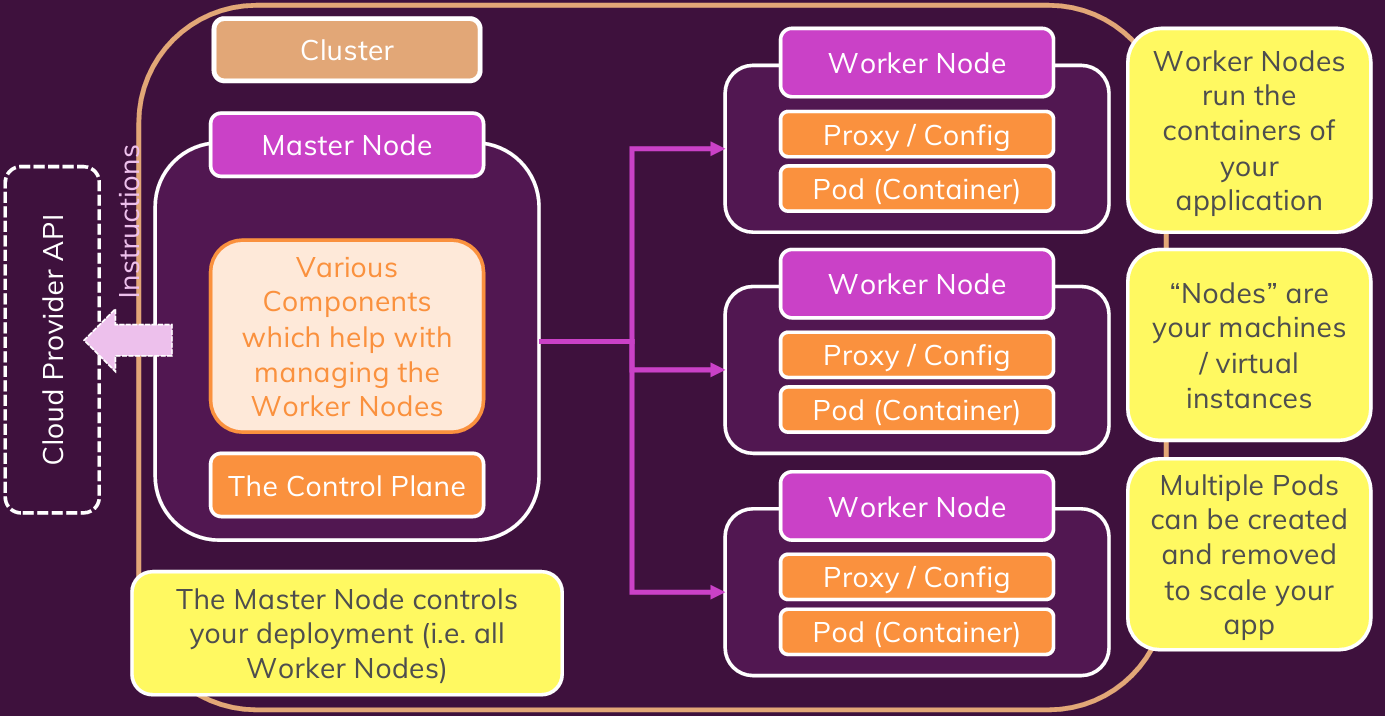 Cluster
Master Node
Instructions
Cloud Provider API
Various
Components
which help with
managing the
Worker Nodes
The Control Plane
The Master Node controls
your deployment (i.e. all
Worker Nodes)
Worker Node
Proxy / Config
Pod (Container)
Worker Node
Proxy / Config
Pod (Container)
Worker Node
Proxy / Config
Pod (Container)
Worker Nodes
run the
containers of
your
application
“Nodes” are
your machines
/ virtual
instances
Multiple Pods
can be created
and removed
to scale your
app